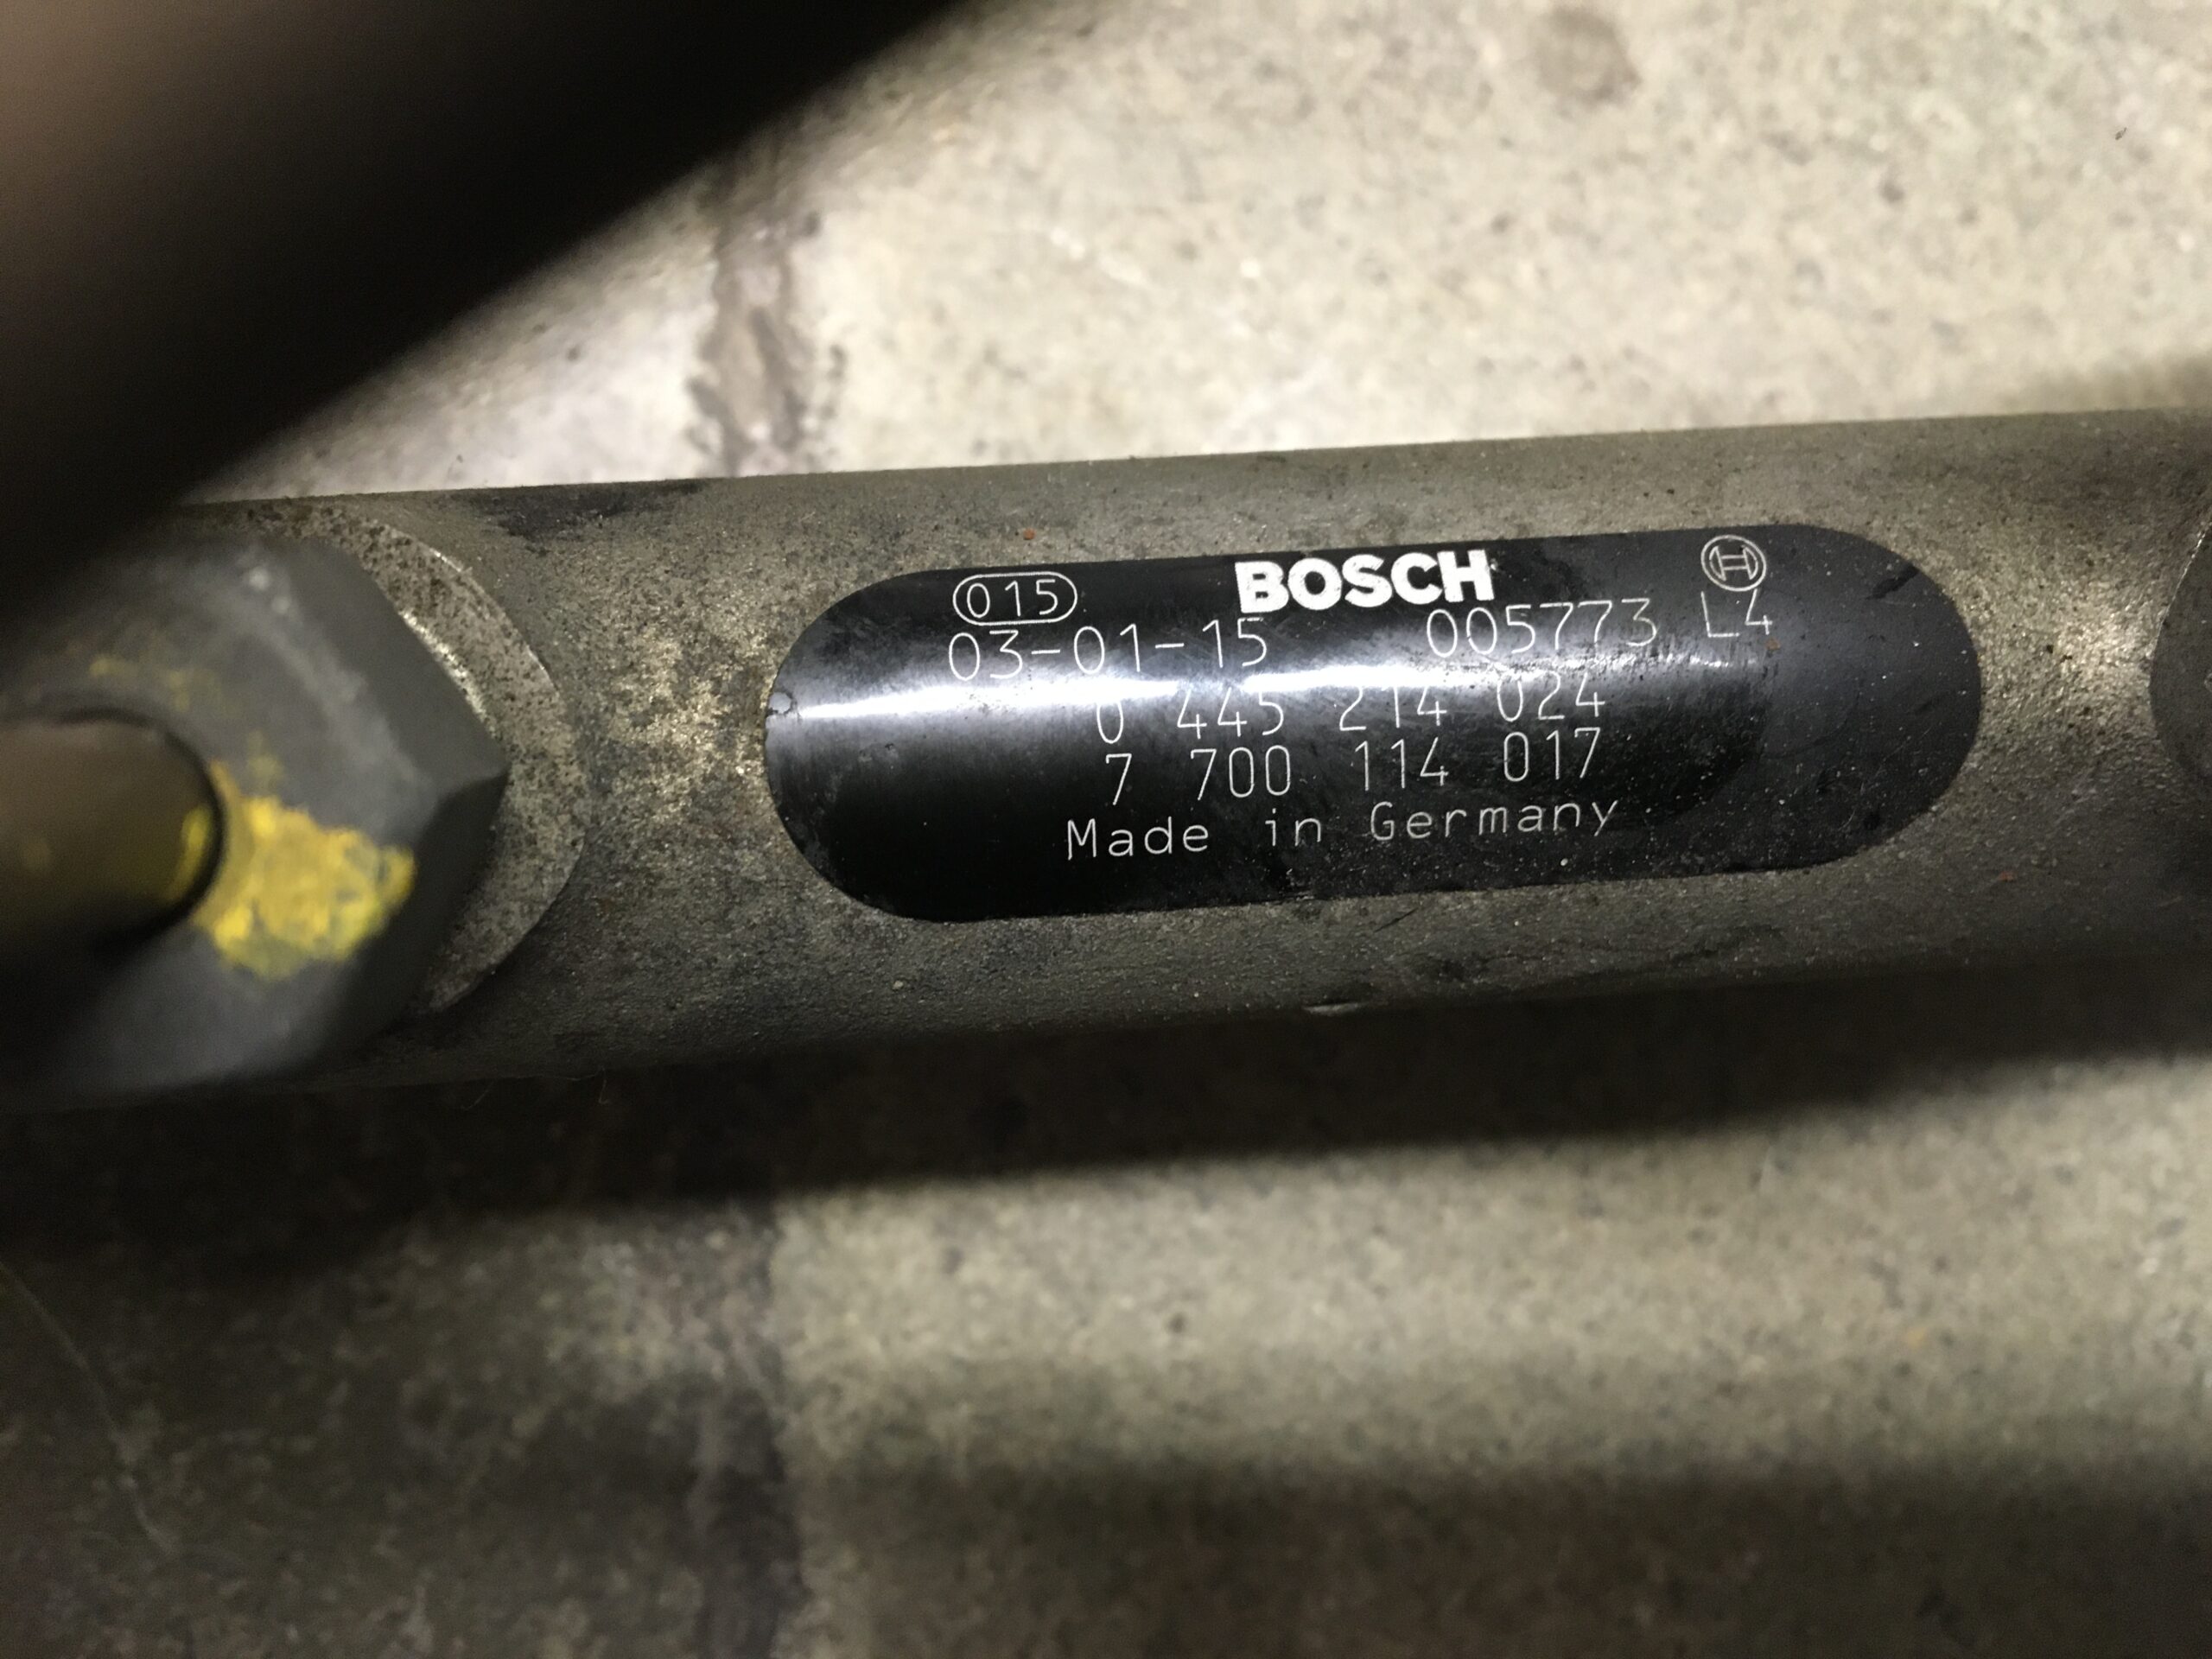 015 BOSCH
03-01-15 005773 L4
0 445 214 024
7 700 114 017
Made in Germany